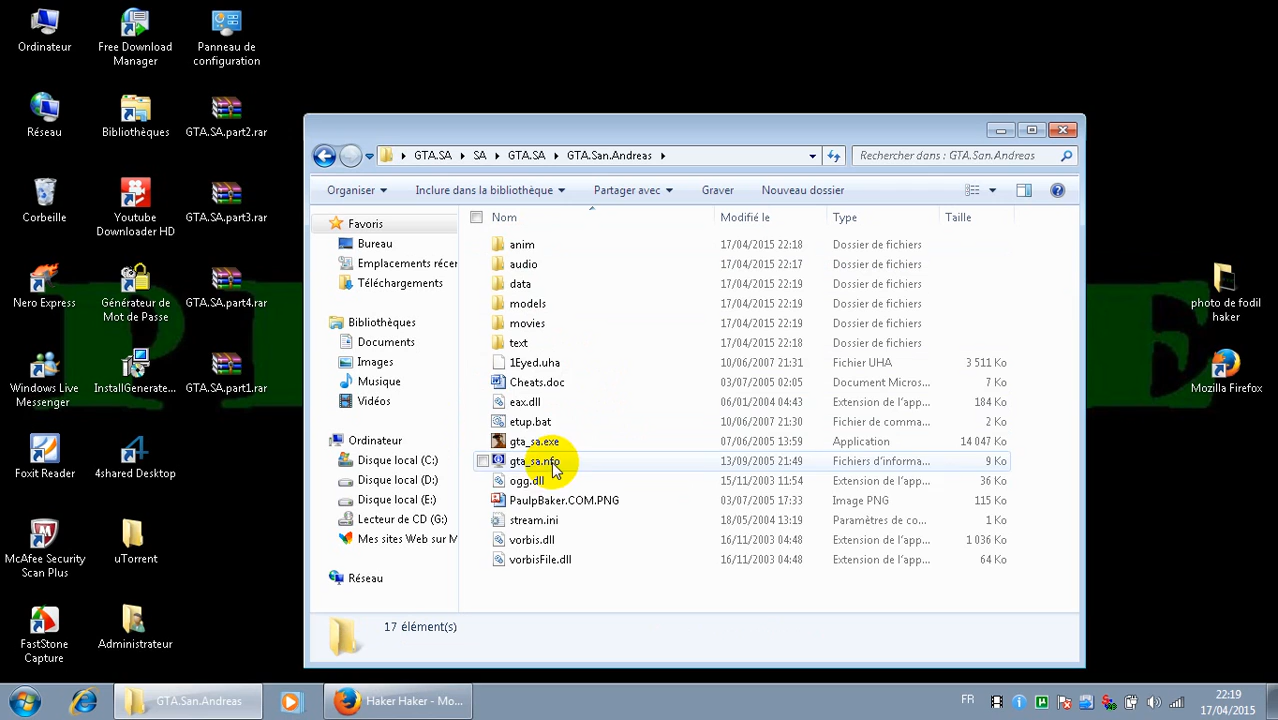 Ordinateur
Free Download Manager
Panneau de configuration
Réseau
Bibliothèques
GTA.SA.part2.rar
Corbeille
Youtube Downloader HD
GTA.SA.part3.rar
Nero Express
Générateur de Mot de Passe
GTA.SA.part4.rar
Windows Live Messenger
InstallGenerate...
GTA.SA.part1.rar
Foxit Reader
4shared Desktop
McAfee Security Scan Plus
uTorrent
FastStone Capture
Administrateur
GTA.SA SA GTA.SA GTA.San.Andreas
Rechercher dans : GTA.San.Andreas
Organiser Inclure dans la bibliothèque Partager avec Graver Nouveau dossier
Favoris
Bureau
Emplacements récer
Téléchargements
Bibliothèques
Documents
Images
Musique
Vidéos
Ordinateur
Disque local (C:)
Disque local (D:)
Disque local (E:)
Lecteur de CD (G:)
Mes sites Web sur M
Réseau
Nom Modifié le Type Taille
anim 17/04/2015 22:18 Dossier de fichiers
audio 17/04/2015 22:17 Dossier de fichiers
data 17/04/2015 22:18 Dossier de fichiers
models 17/04/2015 22:19 Dossier de fichiers
movies 17/04/2015 22:19 Dossier de fichiers
text 17/04/2015 22:19 Dossier de fichiers
1Eyed.uha 10/06/2007 21:31 Fichier UHA 3 511 Ko
Cheats.doc 03/07/2005 02:05 Document Micros... 7 Ko
eax.dll 06/01/2004 04:43 Extension de l'app... 184 Ko
etup.bat 10/06/2007 21:31 Fichier de comma... 2 Ko
gta_sa.exe 07/06/2005 13:59 Application 14 047 Ko
gta_sa.nfo 13/09/2005 21:49 Fichiers d'informa... 9 Ko
ogg.dll 15/11/2003 11:54 Extension de l'app... 36 Ko
PaulpBaker.COM.PNG 03/07/2005 17:33 Image PNG 115 Ko
stream.ini 18/05/2004 13:19 Paramètres de co... 1 Ko
vorbis.dll 16/11/2003 04:48 Extension de l'app... 1 036 Ko
vorbisFile.dll 16/11/2003 04:48 Extension de l'app... 64 Ko
17 élément(s)
photo de fodil haker
Mozilla Firefox
GTA.San.Andreas
Haker Haker - Mo...
FR
22:19
17/04/2015